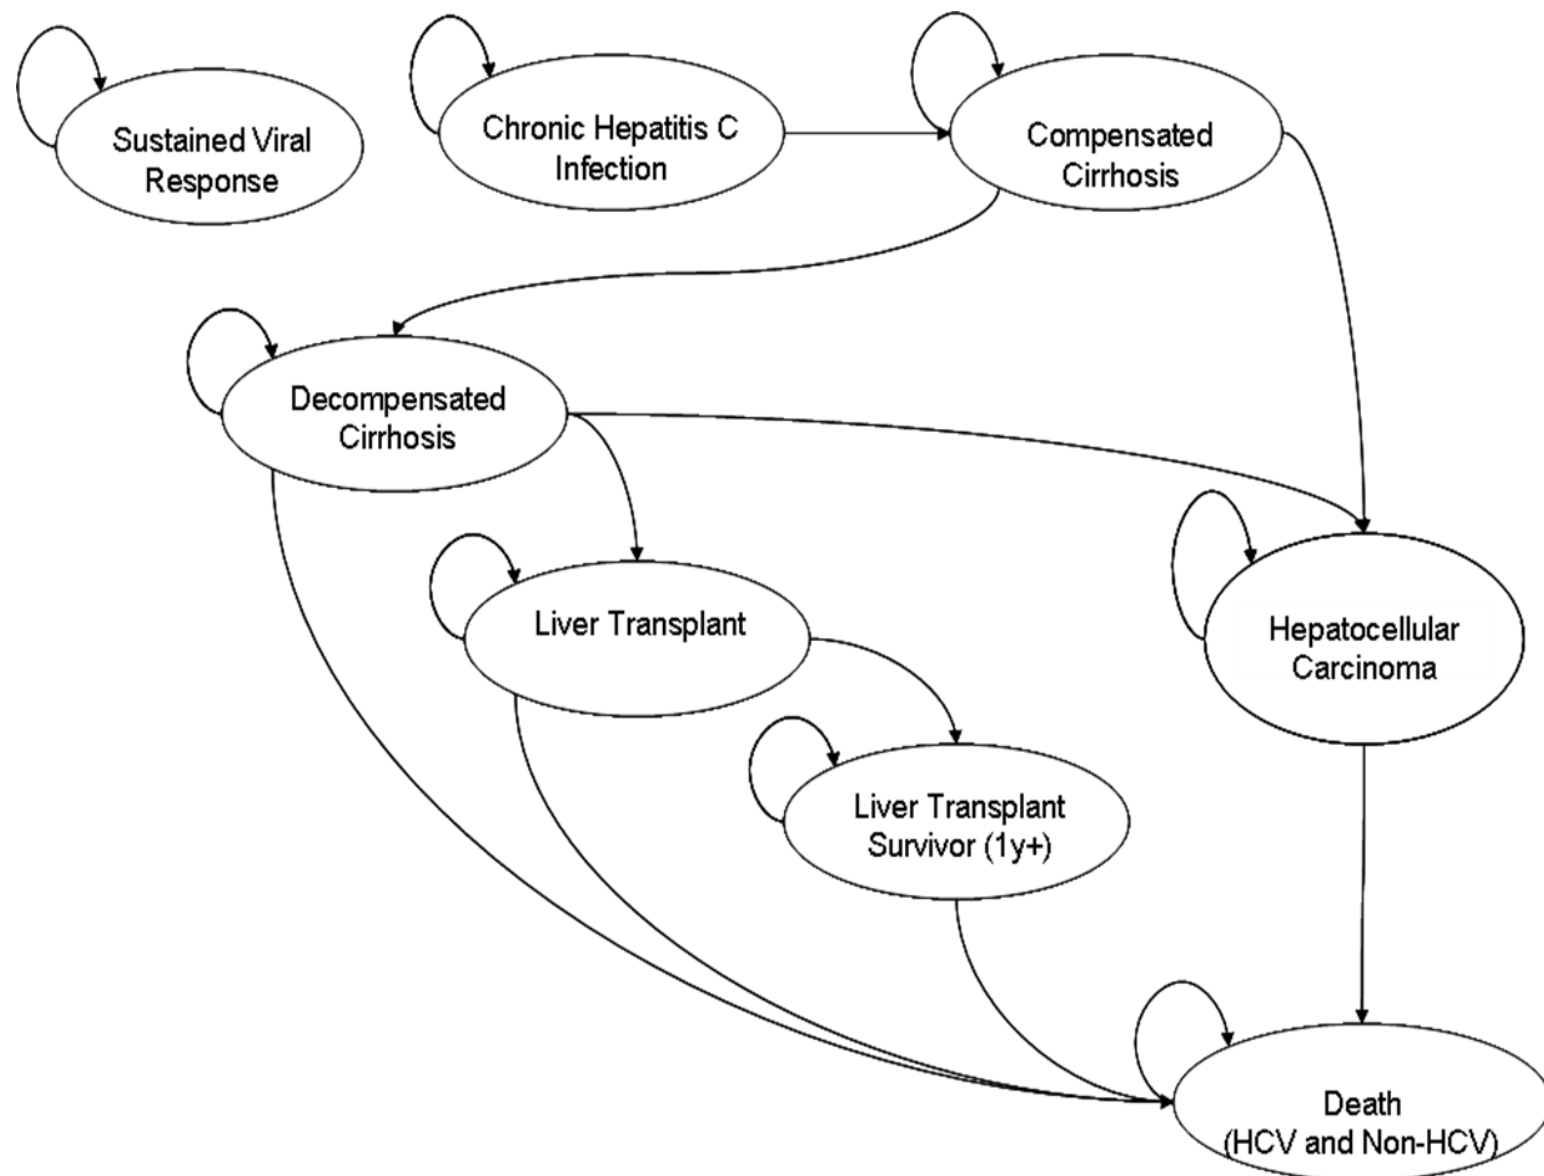 Sustained Viral
Response
Chronic Hepatitis C
Infection
Compensated
Cirrhosis
Decompensated
Cirrhosis
Liver Transplant
Hepatocellular
Carcinoma
Liver Transplant
Survivor (1y+)
Death
(HCV and Non-HCV)